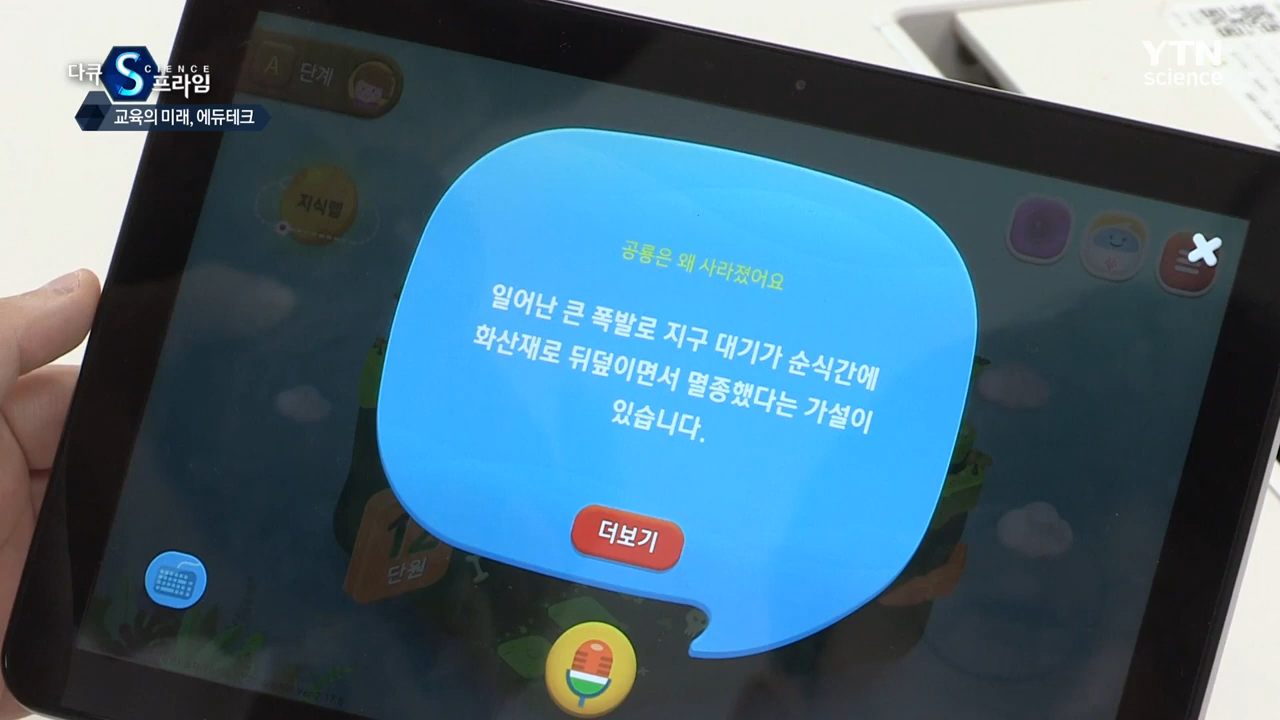 다큐 S 프라임
SCIENCE
교육의 미래, 에듀테크
YTN
science
A 단계
지식램
공룡은 왜 사라졌어요
일어난 큰 폭발로 지구 대기가 순식간에
화산재로 뒤덮이면서 멸종했다는 가설이
있습니다.
더보기
12
단원
1